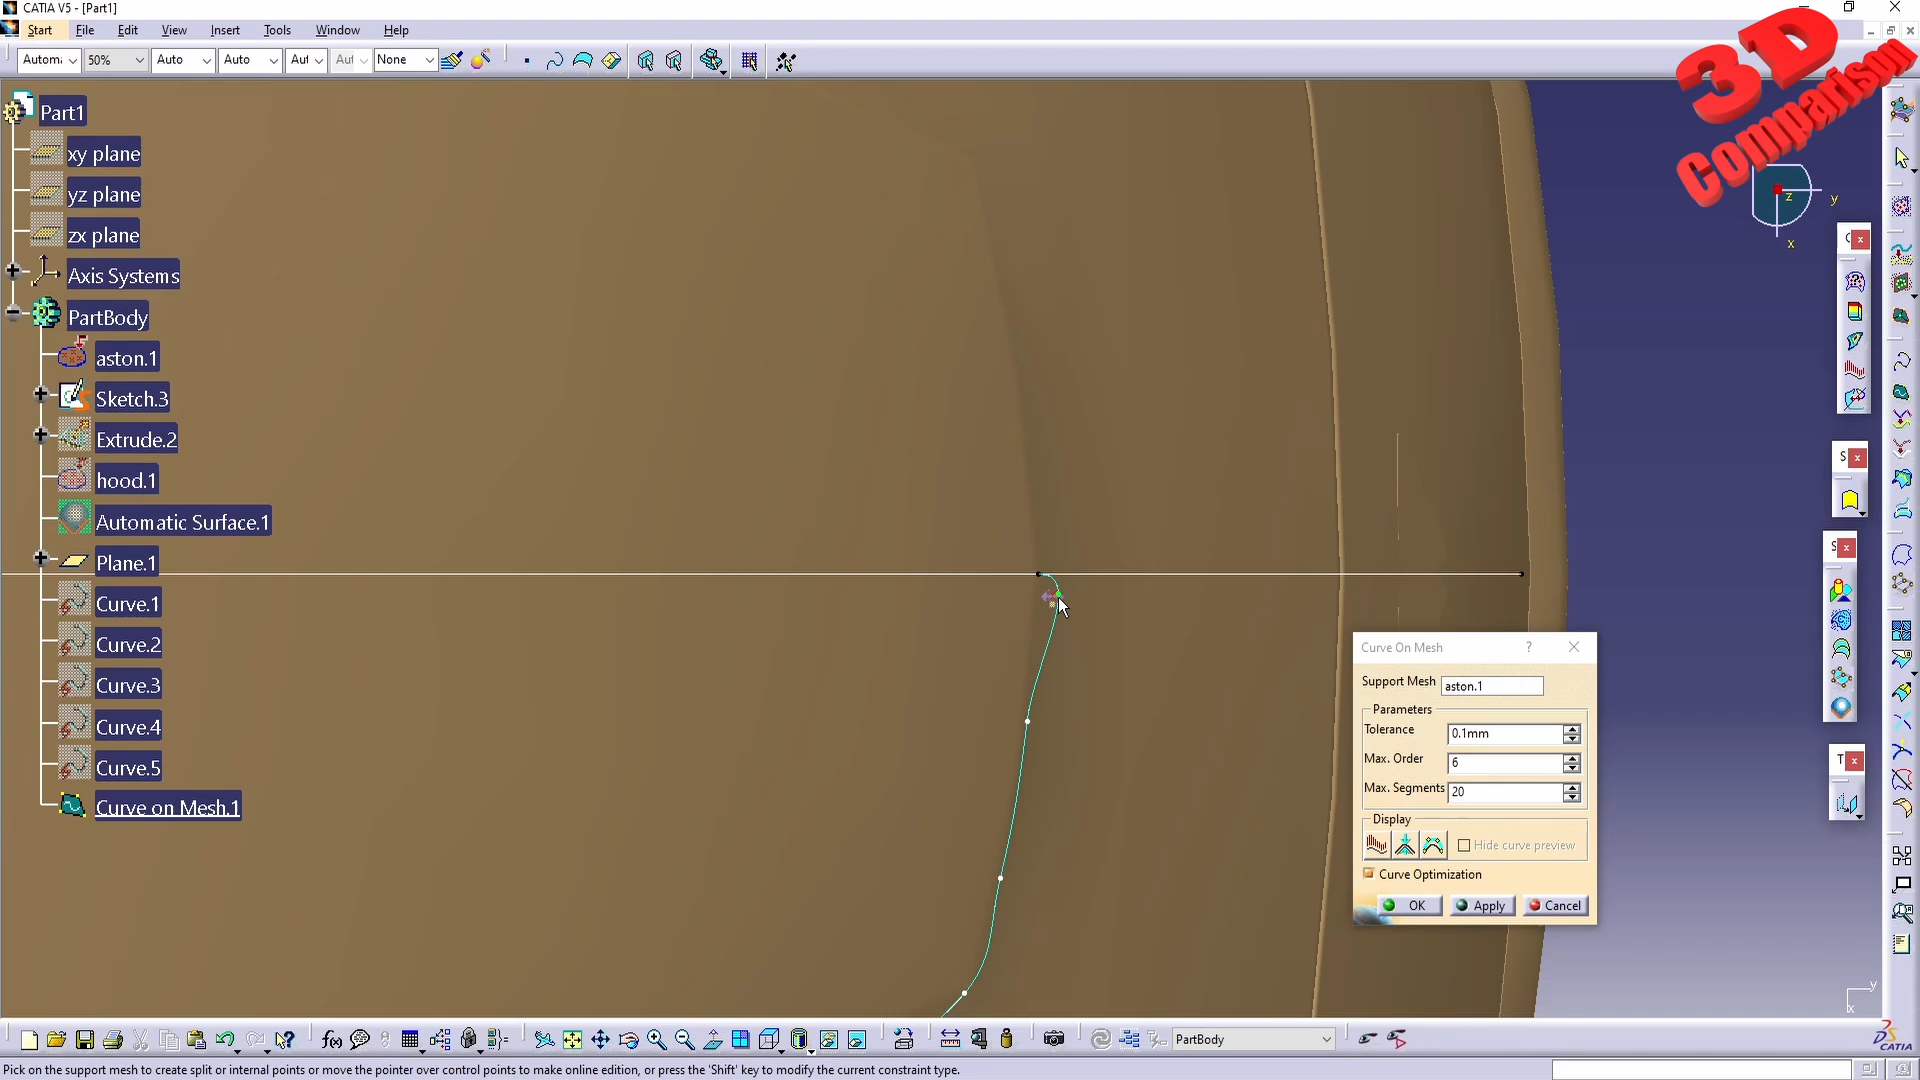 CATIA V5 - [Part1]
Start File Edit View Insert Tools Window Help
Autom 50% Auto Auto Aut Aut None
3D
Comparison
Part1
xy plane
yz plane
zx plane
Axis Systems
PartBody
aston.1
Sketch.3
Extrude.2
hood.1
Automatic Surface.1
Plane.1
Curve.1
Curve.2
Curve.3
Curve.4
Curve.5
Curve on Mesh.1
z
y
x
S
S
T
Curve On Mesh ?
Support Mesh aston.1
Parameters
Tolerance 0.1mm
Max. Order 6
Max. Segments 20
Display
Hide curve preview
Curve Optimization
OK Apply Cancel
y
x
f(x)
PartBody
CATIA
Pick on the support mesh to create split or internal points or move the pointer over control points to make online edition, or press the 'Shift' key to modify the current constraint type.